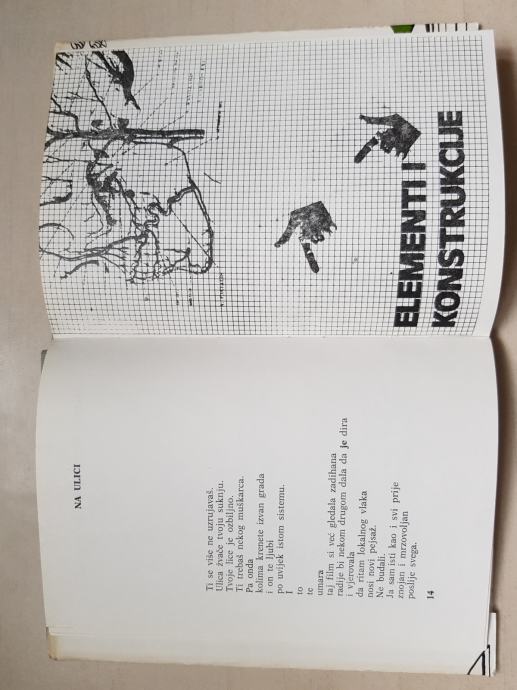 NA ULICI
Ti se više ne uzrujavaš.
Ulica žvače tvoju suknju.
Tvoje lice je ozbiljno.
Ti trebaš nekog muškarca.
Pa onda
kolima krenete izvan grada
i on te ljubi
po uvijek istom sistemu.
I
to
te
umara
taj film si već gledala zadihana
radije bi nekom drugom dala da je dira
i vjerovala
da ritam lokalnog vlaka
nosi novi pejsaž.
Ne budali.
Ja sam isti kao i svi prije
znojan i mrzovoljan
poslije svega.
14
ELEMENTI I
KONSTRUKCIJE